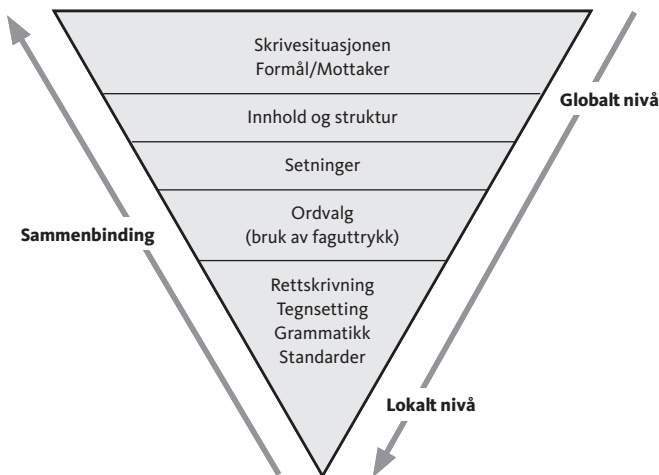 Skrivesituasjonen
Formål/Mottaker
Globalt nivå
Innhold og struktur
Setninger
Ordvalg
(bruk av faguttrykk)
Sammenbinding
Rettskrivning
Tegnsetting
Grammatikk
Standarder
Lokalt nivå